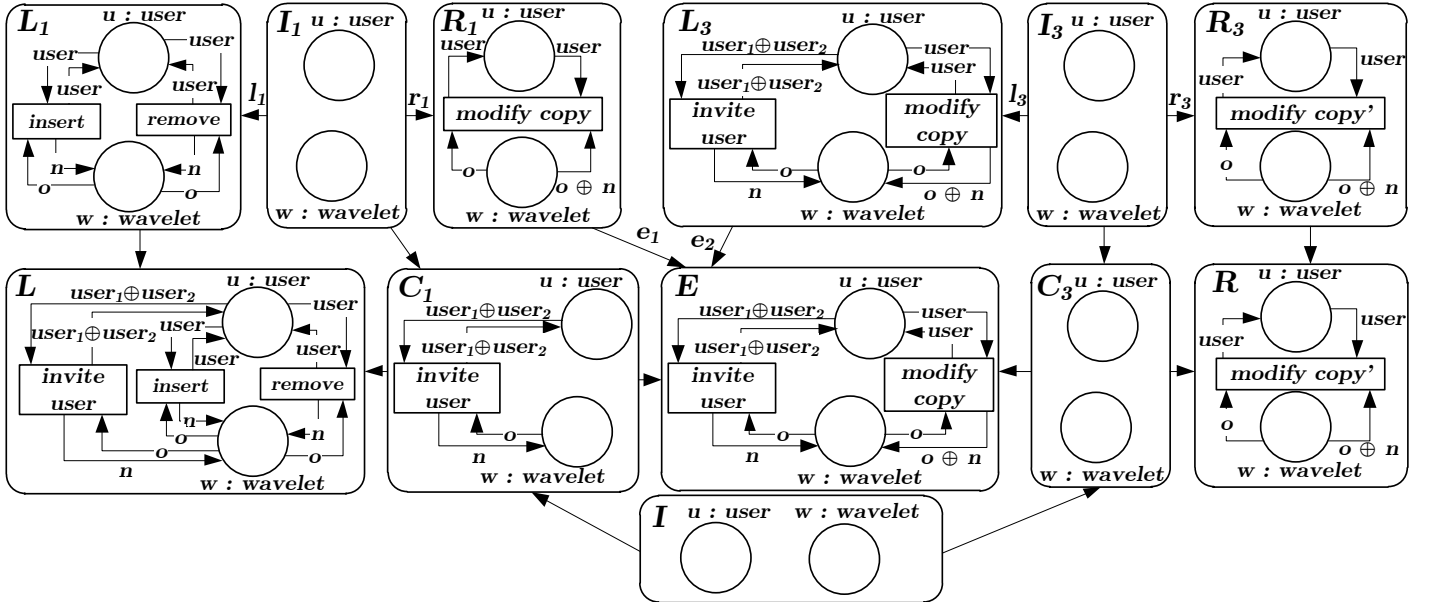 L1
u : user
user
user
user
user
insert
remove
n
n
o
o
w : wavelet
l1
I1
u : user
w : wavelet
r1
R1
u : user
user
user
modify copy
o
o ⊕ n
w : wavelet
L3
u : user
user1⊕user2
user
user1⊕user2
user
invite
user
modify
copy
o
o
n
o ⊕ n
w : wavelet
l3
I3
u : user
w : wavelet
r3
R3
u : user
user
user
modify copy'
o
o ⊕ n
w : wavelet
e1
e2
L
u : user
user1⊕user2
user
user1⊕user2
user
user
user
invite
user
insert
remove
n
n
o
o
o
n
w : wavelet
C1
u : user
user1⊕user2
user1⊕user2
invite
user
o
n
w : wavelet
E
u : user
user1⊕user2
user
user1⊕user2
user
invite
user
modify
copy
o
o
n
o ⊕ n
w : wavelet
C3
u : user
w : wavelet
R
u : user
user
user
modify copy'
o
o ⊕ n
w : wavelet
I
u : user
w : wavelet